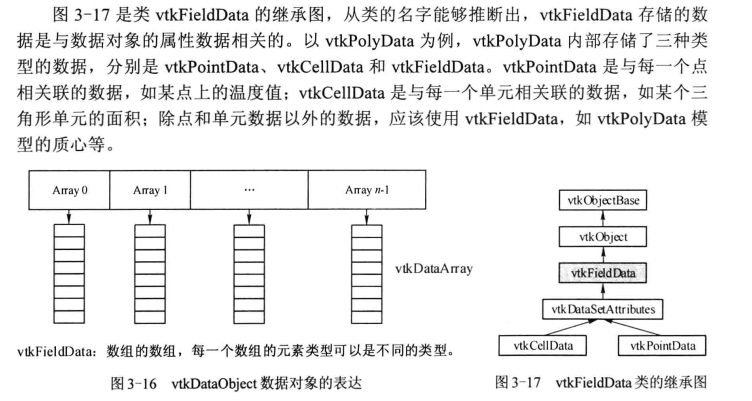 图 3-17 是类 vtkFieldData 的继承图，从类的名字能够推断出，vtkFieldData 存储的数
据是与数据对象的属性数据相关的。以 vtkPolyData 为例，vtkPolyData 内部存储了三种类
型的数据，分别是 vtkPointData、vtkCellData 和 vtkFieldData。vtkPointData 是与每一个点
相关联的数据，如某点上的温度值；vtkCellData 是与每一个单元相关联的数据，如某个三
角形单元的面积；除点和单元数据以外的数据，应该使用 vtkFieldData，如 vtkPolyData 模
型的质心等。
Array 0
Array 1
…
Array n-1
vtkDataArray
vtkFieldData：数组的数组，每一个数组的元素类型可以是不同的类型。
图 3-16 vtkDataObject 数据对象的表达
vtkObjectBase
vtkObject
vtkFieldData
vtkDataSetAttributes
vtkCellData
vtkPointData
图 3-17 vtkFieldData 类的继承图